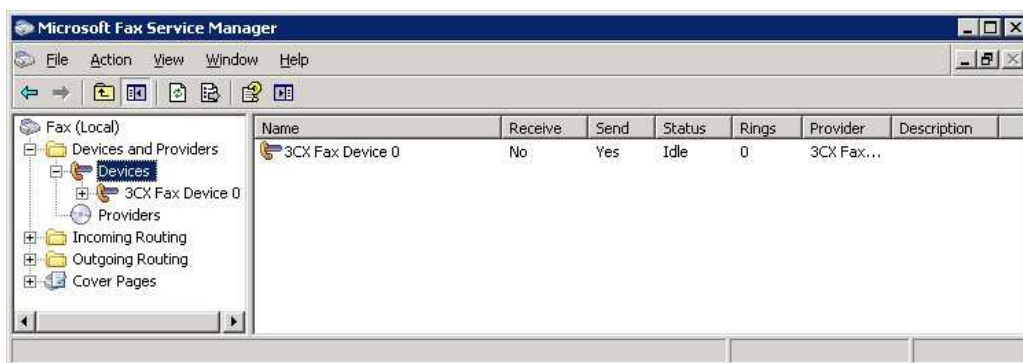 Microsoft Fax Service Manager
File Action View Window Help
Fax (Local)
Devices and Providers
Devices
3CX Fax Device 0
Providers
Incoming Routing
Outgoing Routing
Cover Pages
Name Receive Send Status Rings Provider Description
3CX Fax Device 0 No Yes Idle 0 3CX Fax...